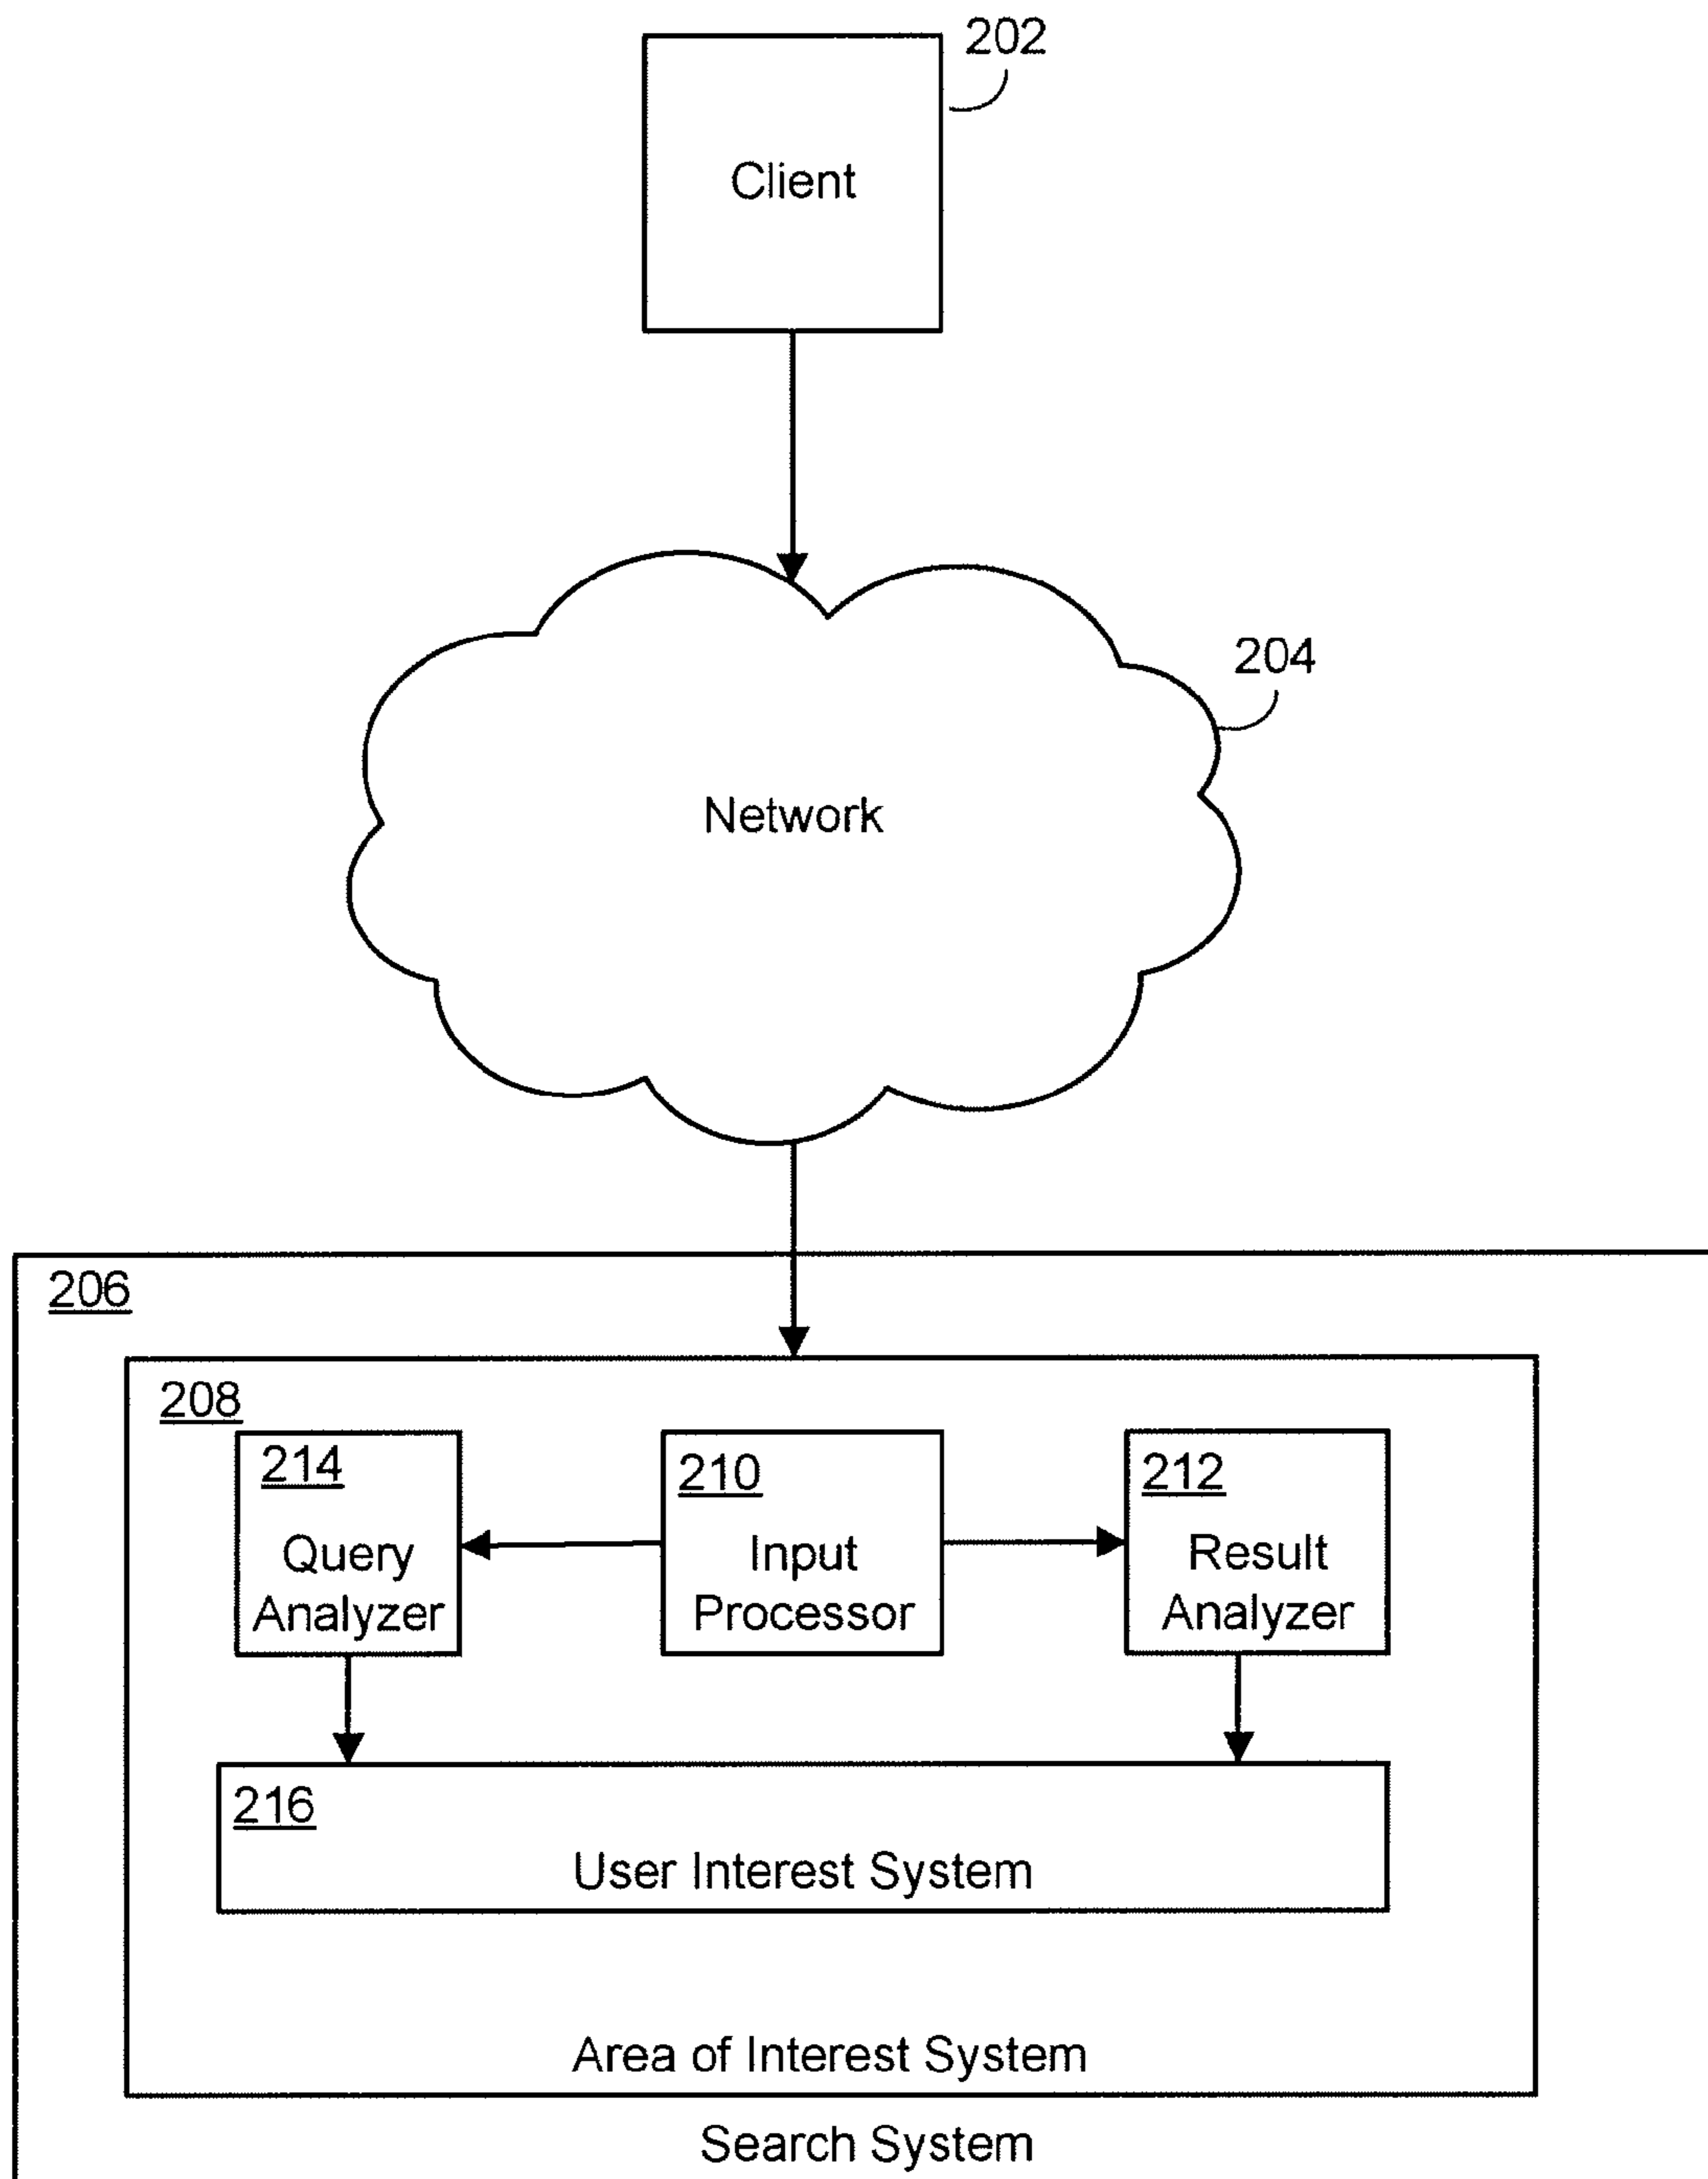 202
Client
204
Network
206
208
214
Query
Analyzer
210
Input
Processor
212
Result
Analyzer
216
User Interest System
Area of Interest System
Search System